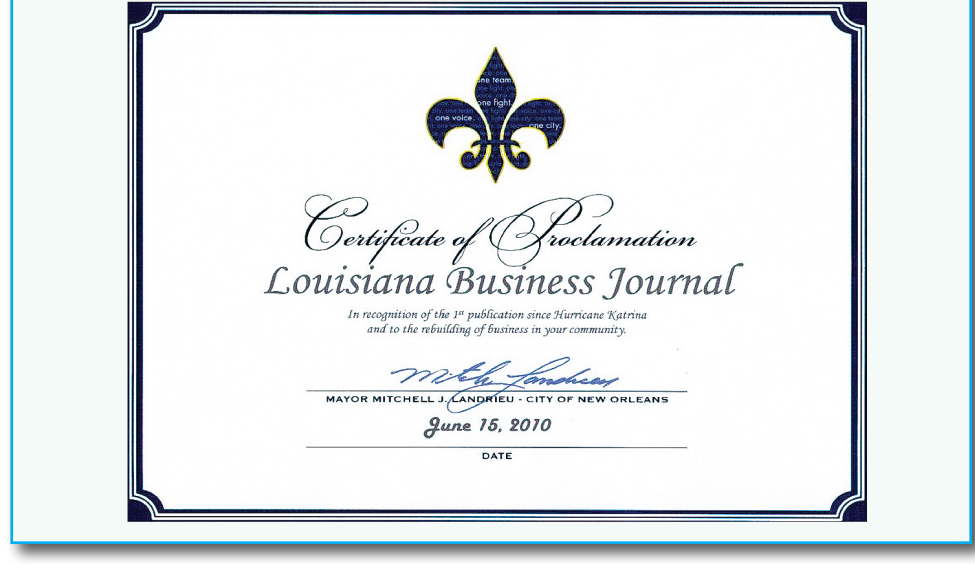 one team.
one fight.
one voice.
one city.
Certificate of Proclamation
Louisiana Business Journal
In recognition of the 1st publication since Hurricane Katrina
and to the rebuilding of business in your community.
Mitch Landrieu
MAYOR MITCHELL J. LANDRIEU - CITY OF NEW ORLEANS
June 15, 2010
DATE